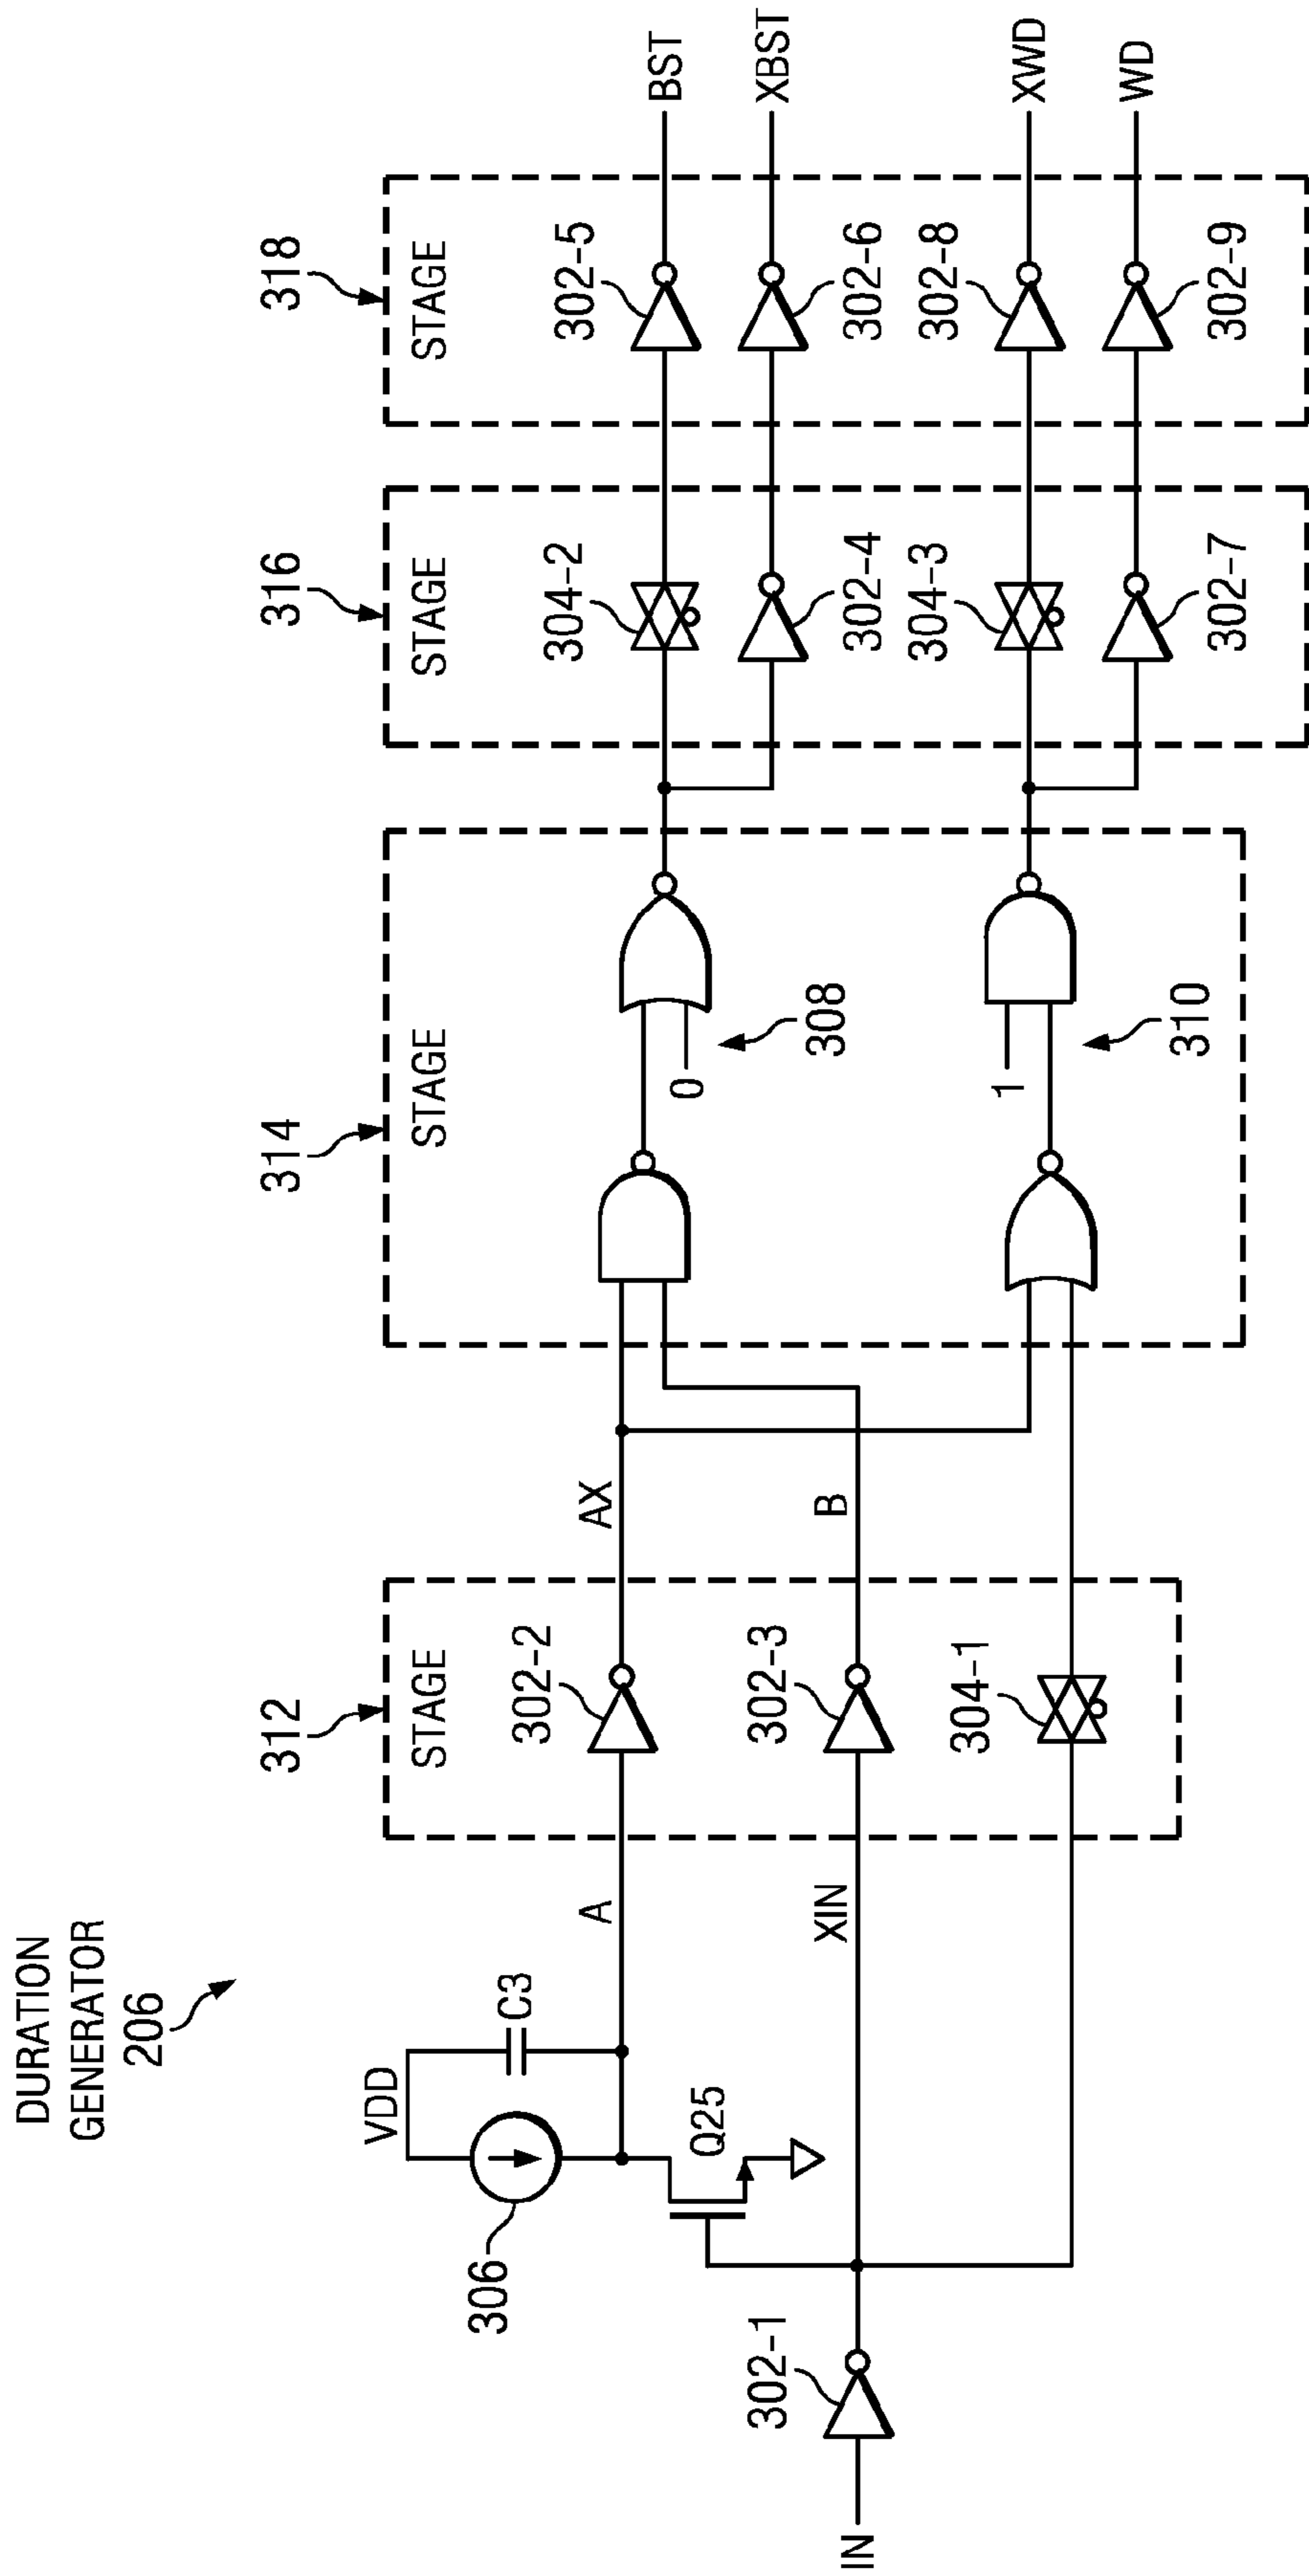 DURATION
GENERATOR
206
IN
302-1
306
VDD
C3
Q25
A
XIN
312
STAGE
302-2
302-3
304-1
AX
B
314
STAGE
0
308
1
310
316
STAGE
304-2
302-4
304-3
302-7
318
STAGE
302-5
302-6
302-8
302-9
BST
XBST
XWD
WD